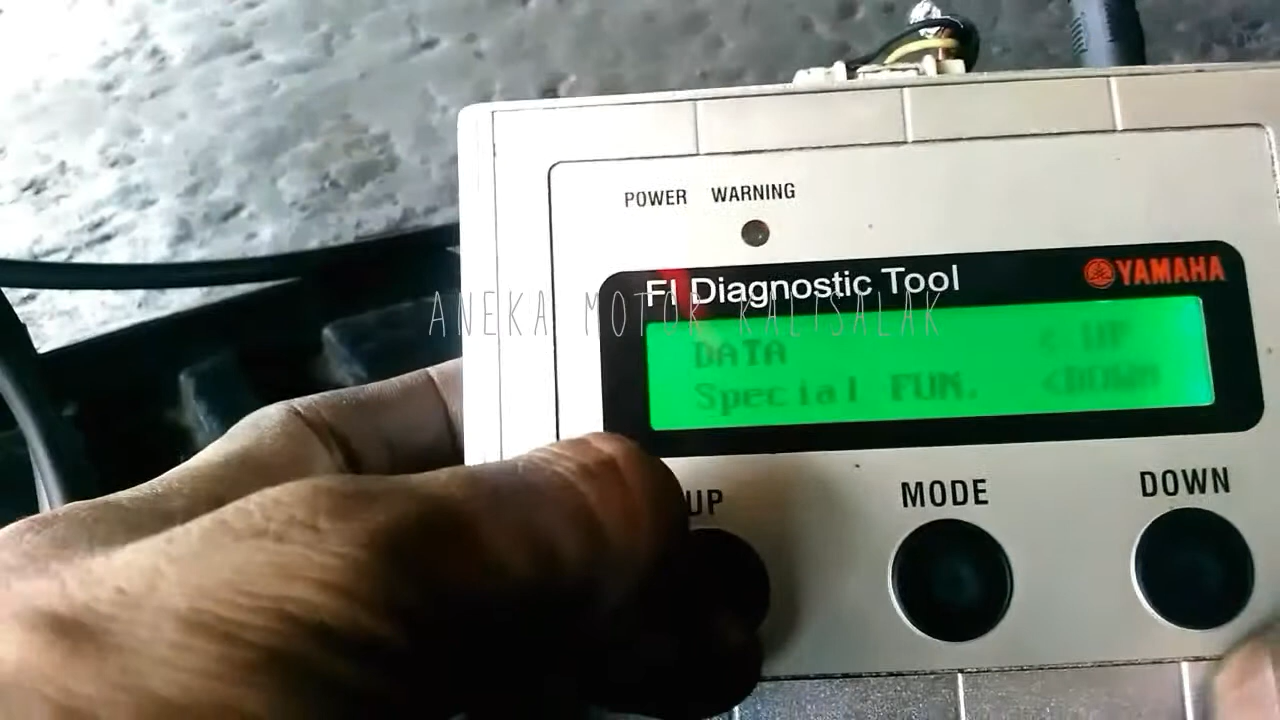 POWER WARNING
FI Diagnostic Tool
YAMAHA
ANEKA MOTOR KALISALAK
DATA < UP
Special FUN. <DOWN
UP
MODE
DOWN